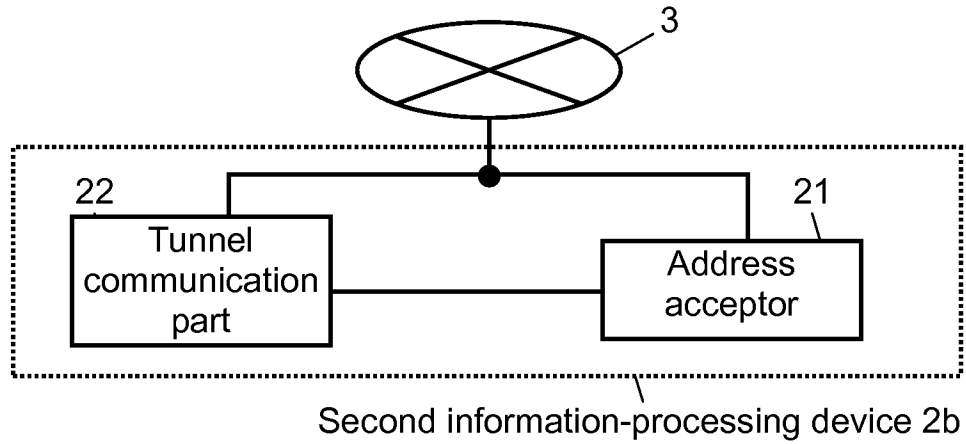 3
22
21
Tunnel
communication
part
Address
acceptor
Second information-processing device 2b